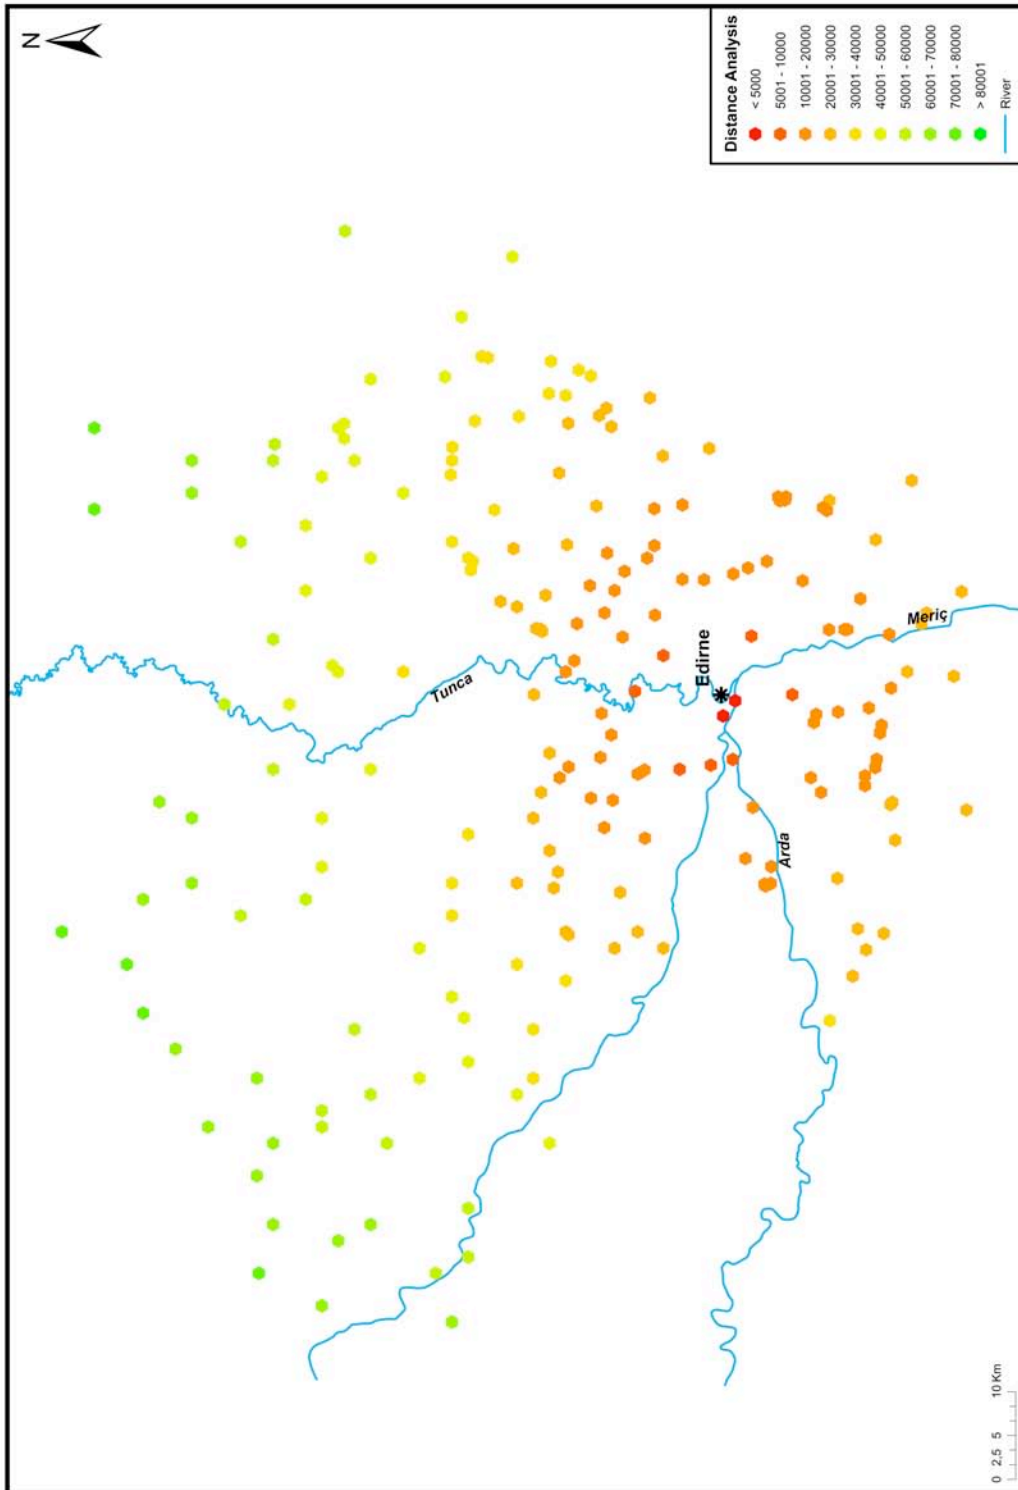 N
Distance Analysis
< 5000
5001 - 10000
10001 - 20000
20001 - 30000
30001 - 40000
40001 - 50000
50001 - 60000
60001 - 70000
70001 - 80000
> 80001
River
Tunca
Edirne
Meriç
Arda
0 2,5 5 10 Km